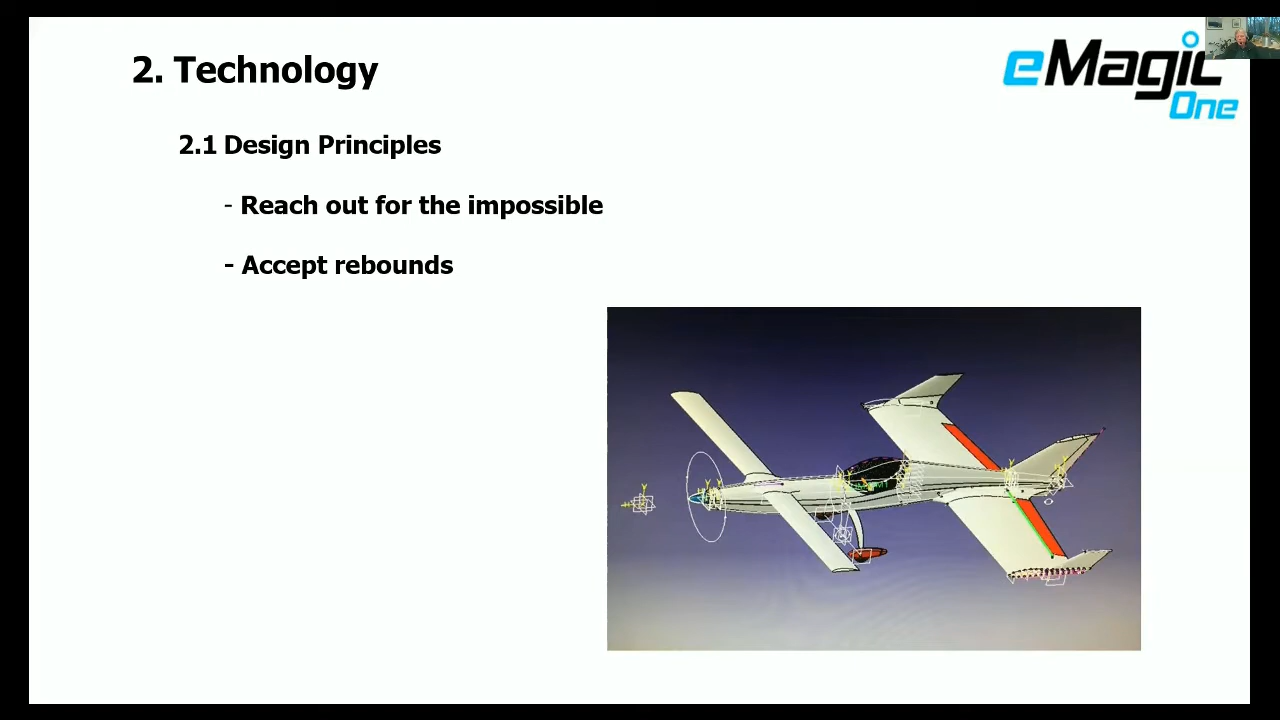 2. Technology
eMagic
One
2.1 Design Principles
- Reach out for the impossible
- Accept rebounds